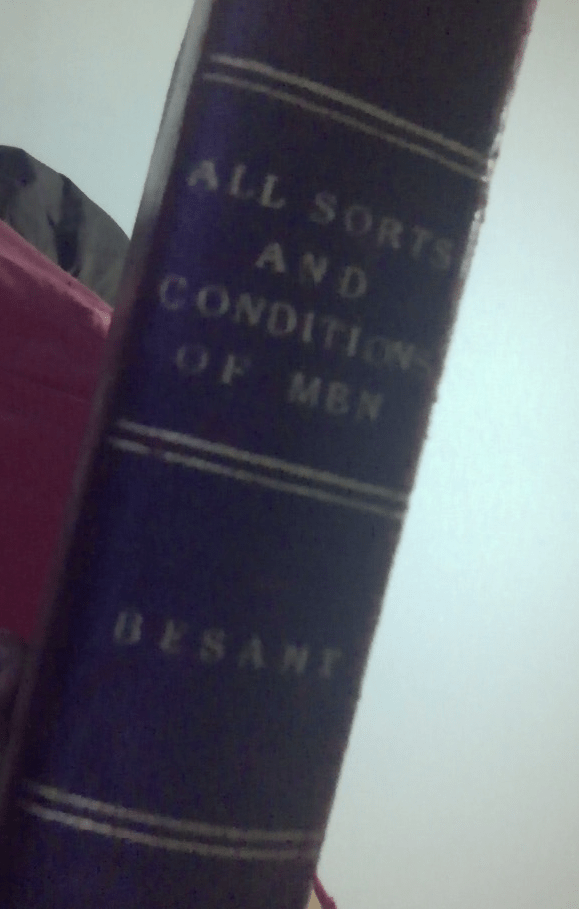 ALL SORTS
AND
CONDITIONS
OF MEN
BESANT